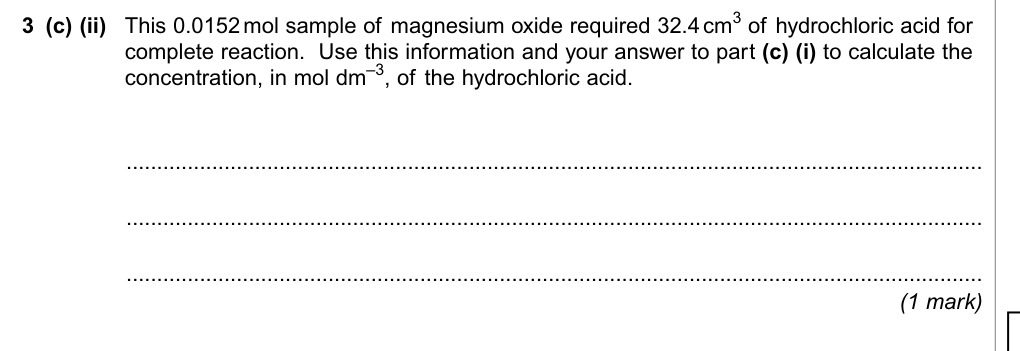 3 (c) (ii) This 0.0152 mol sample of magnesium oxide required 32.4 cm³ of hydrochloric acid for
complete reaction. Use this information and your answer to part (c) (i) to calculate the
concentration, in mol dm⁻³, of the hydrochloric acid.
..........................................................................................................................................
..........................................................................................................................................
..........................................................................................................................................
(1 mark)